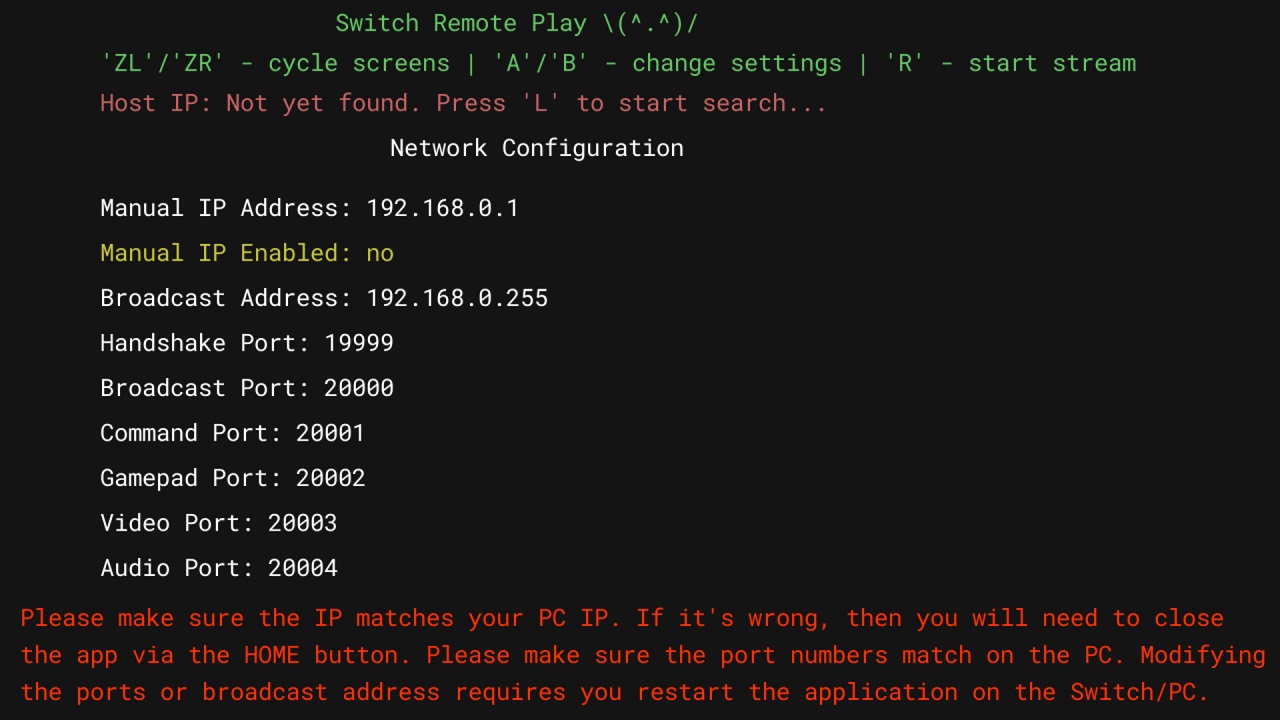 Switch Remote Play \(^.^)/
'ZL'/'ZR' - cycle screens | 'A'/'B' - change settings | 'R' - start stream
Host IP: Not yet found. Press 'L' to start search...
Network Configuration
Manual IP Address: 192.168.0.1
Manual IP Enabled: no
Broadcast Address: 192.168.0.255
Handshake Port: 19999
Broadcast Port: 20000
Command Port: 20001
Gamepad Port: 20002
Video Port: 20003
Audio Port: 20004
Please make sure the IP matches your PC IP. If it's wrong, then you will need to close
the app via the HOME button. Please make sure the port numbers match on the PC. Modifying
the ports or broadcast address requires you restart the application on the Switch/PC.